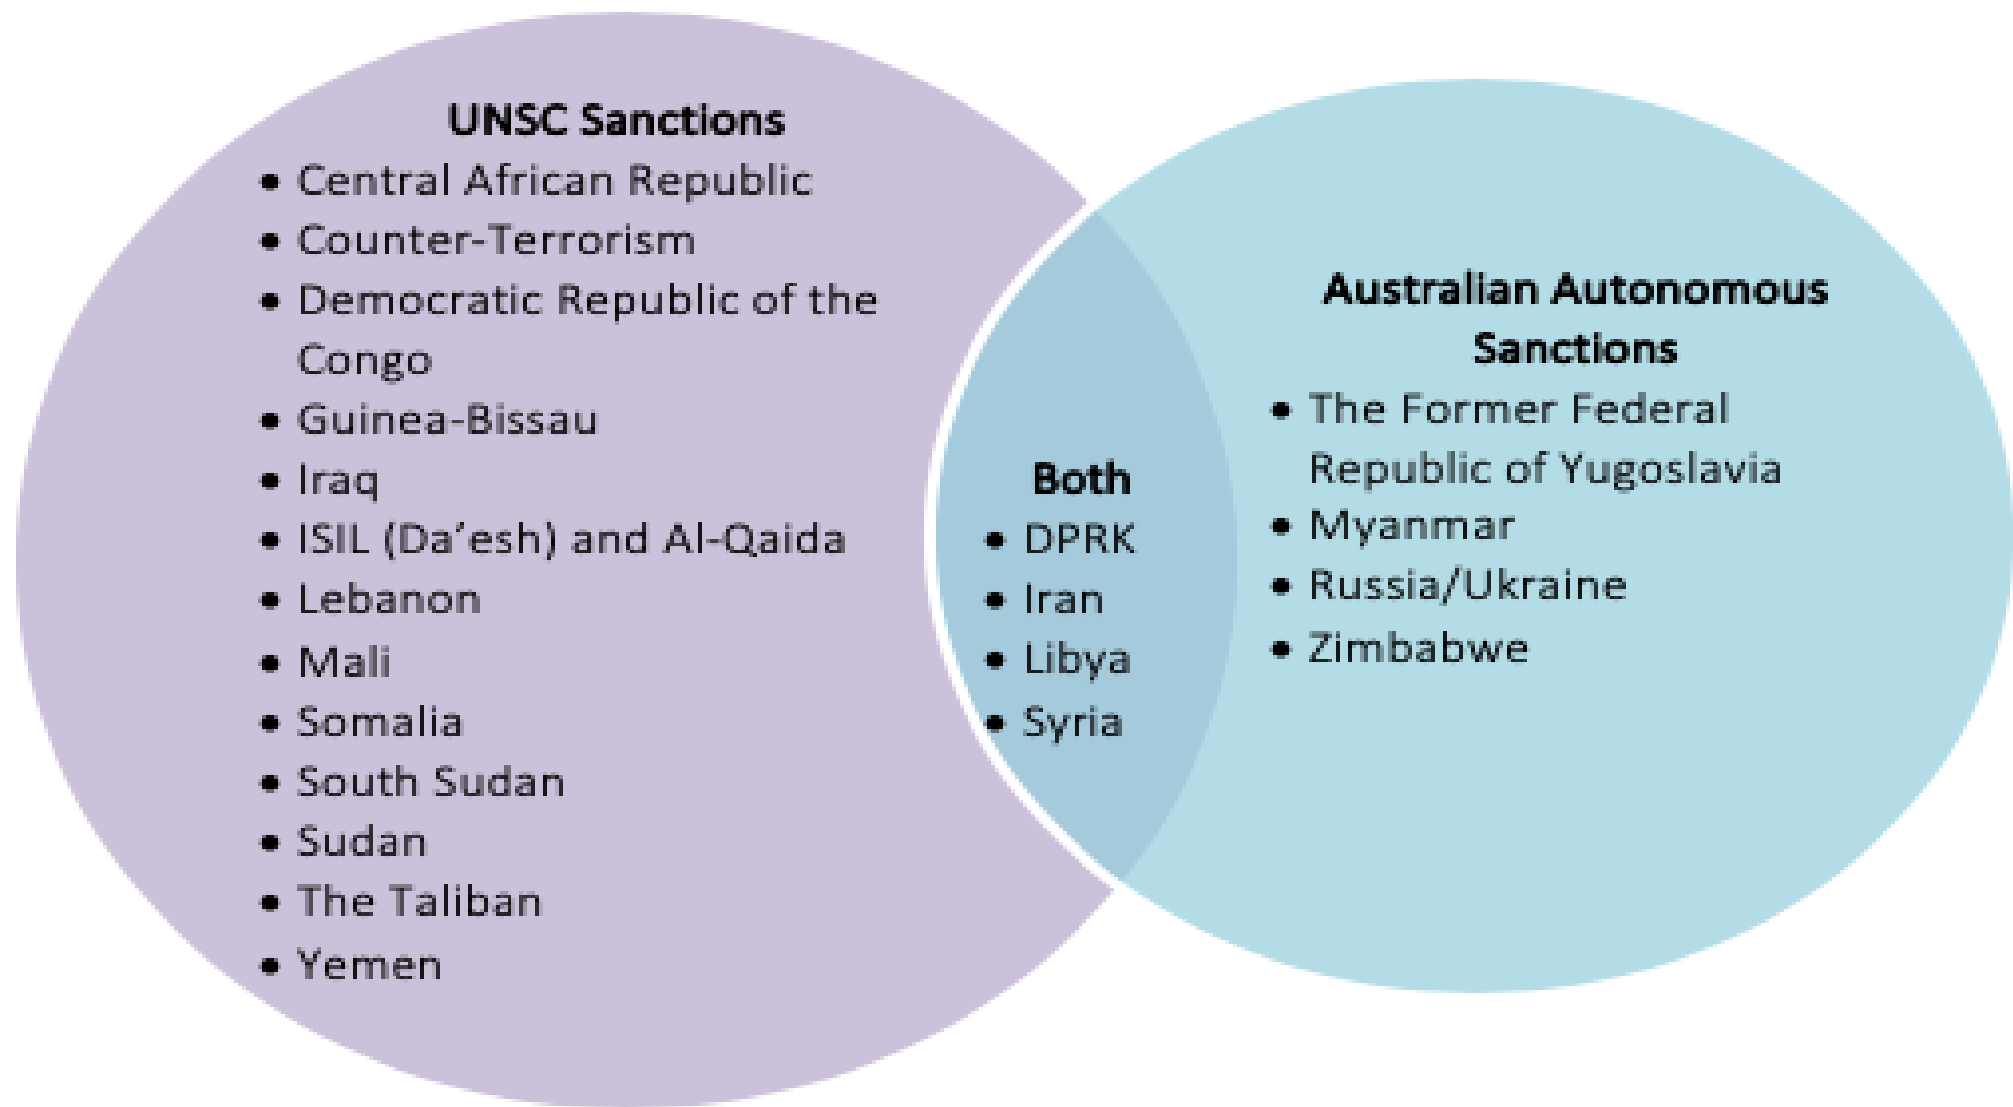 UNSC Sanctions
• Central African Republic
• Counter-Terrorism
• Democratic Republic of the
Congo
• Guinea-Bissau
• Iraq
• ISIL (Da’esh) and Al-Qaida
• Lebanon
• Mali
• Somalia
• South Sudan
• Sudan
• The Taliban
• Yemen
Both
• DPRK
• Iran
• Libya
• Syria
Australian Autonomous
Sanctions
• The Former Federal
Republic of Yugoslavia
• Myanmar
• Russia/Ukraine
• Zimbabwe